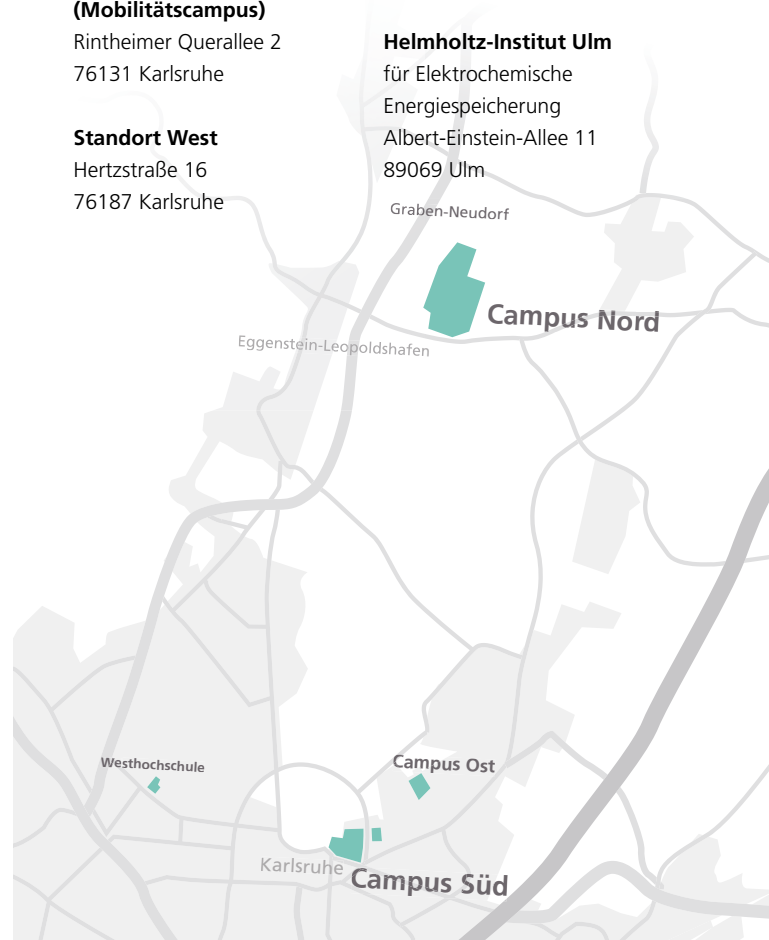 (Mobilitätscampus)
Rintheimer Querallee 2
76131 Karlsruhe
Standort West
Hertzstraße 16
76187 Karlsruhe
Helmholtz-Institut Ulm
für Elektrochemische
Energiespeicherung
Albert-Einstein-Allee 11
89069 Ulm
Graben-Neudorf
Campus Nord
Eggenstein-Leopoldshafen
Westhochschule
Campus Ost
Karlsruhe
Campus Süd